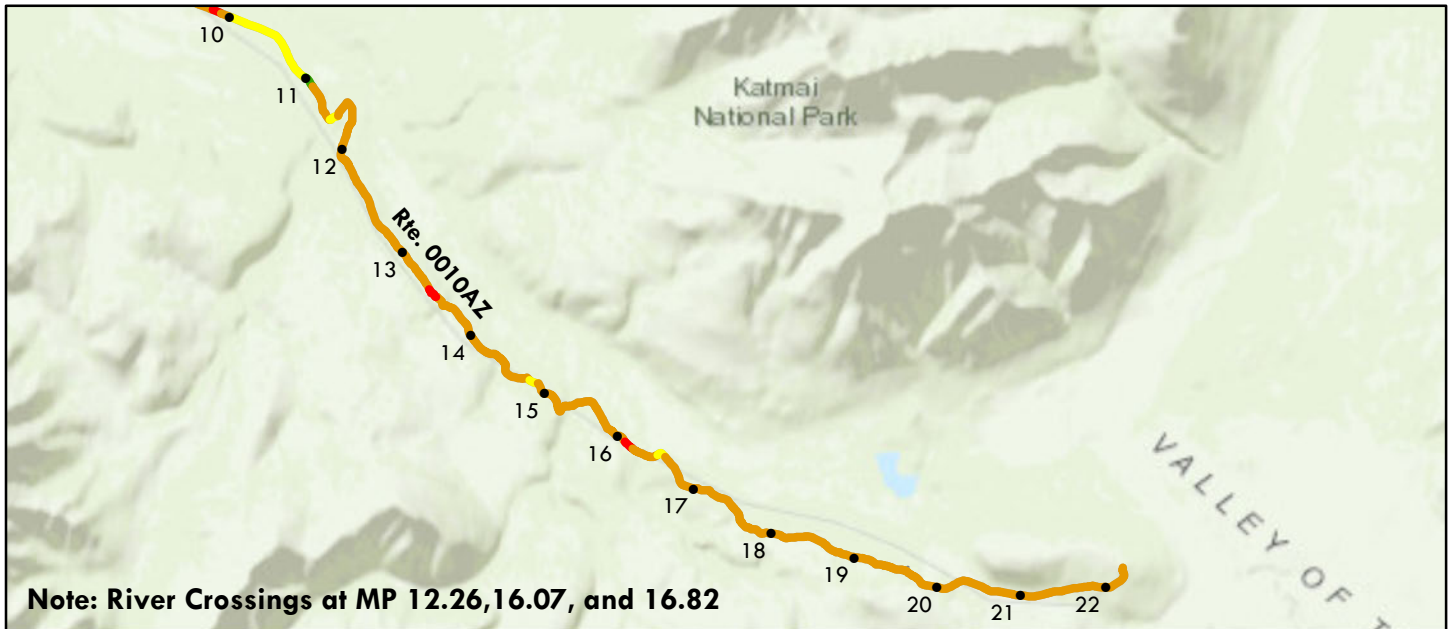 10
11
12
Katmai
National Park
Rte. 0010AZ
13
14
15
16
17
18
19
20
21
22
VALLEY OF T
Note: River Crossings at MP 12.26,16.07, and 16.82